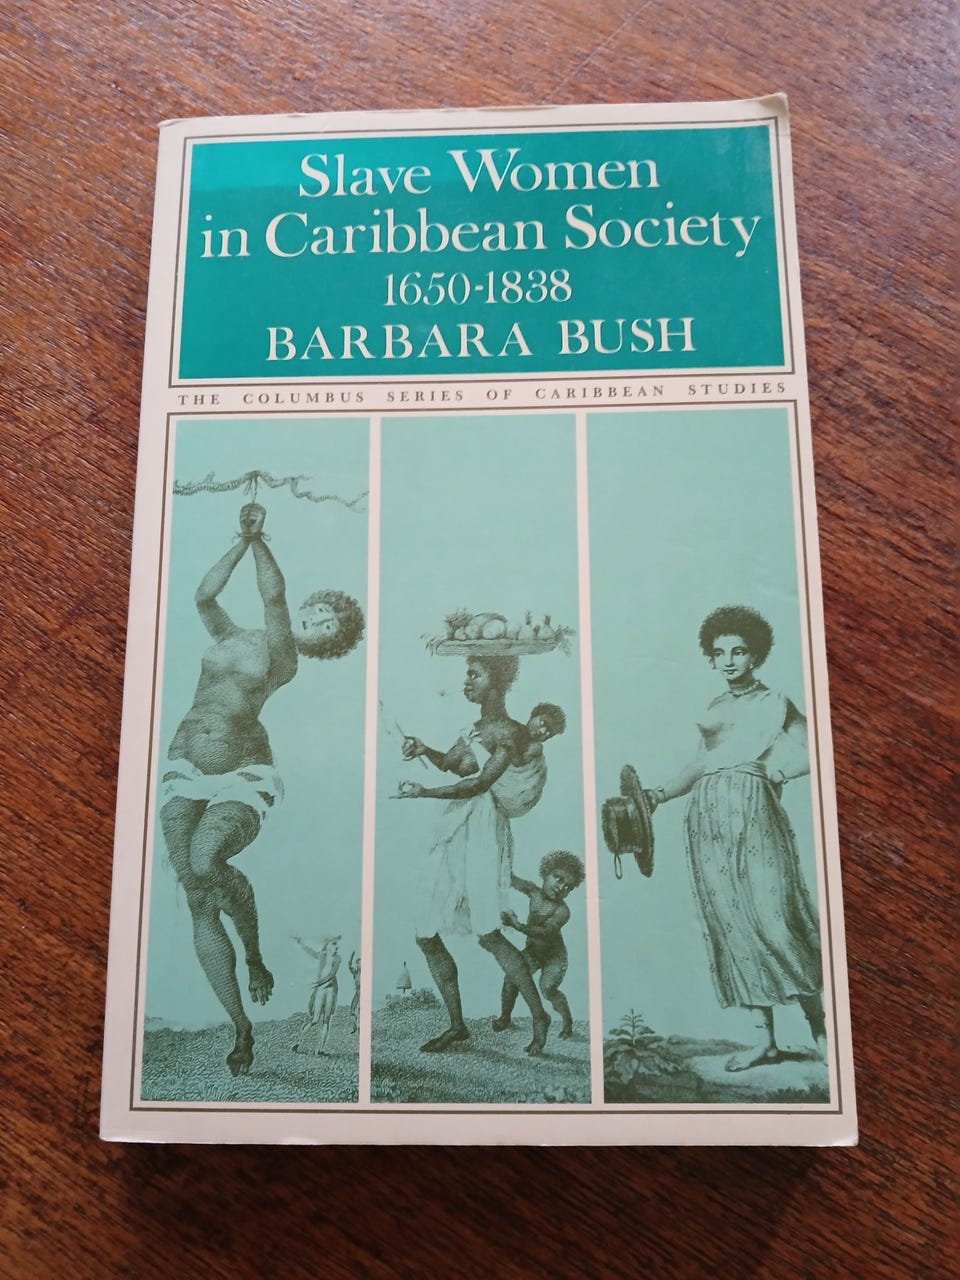 Slave Women
in Caribbean Society
1650-1838
BARBARA BUSH
THE COLUMBUS SERIES OF CARIBBEAN STUDIES